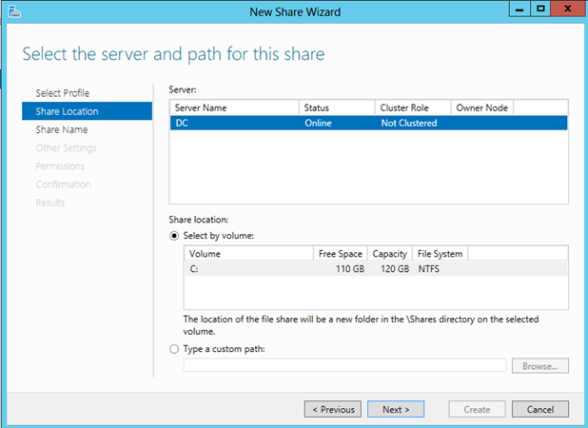 New Share Wizard
Select the server and path for this share
Select Profile
Share Location
Share Name
Other Settings
Permissions
Confirmation
Results
Server:
Server Name Status Cluster Role Owner Node
DC Online Not Clustered
Share location:
Select by volume:
Volume Free Space Capacity File System
C: 110 GB 120 GB NTFS
The location of the file share will be a new folder in the \Shares directory on the selected
volume.
Type a custom path:
Browse...
< Previous Next > Create Cancel